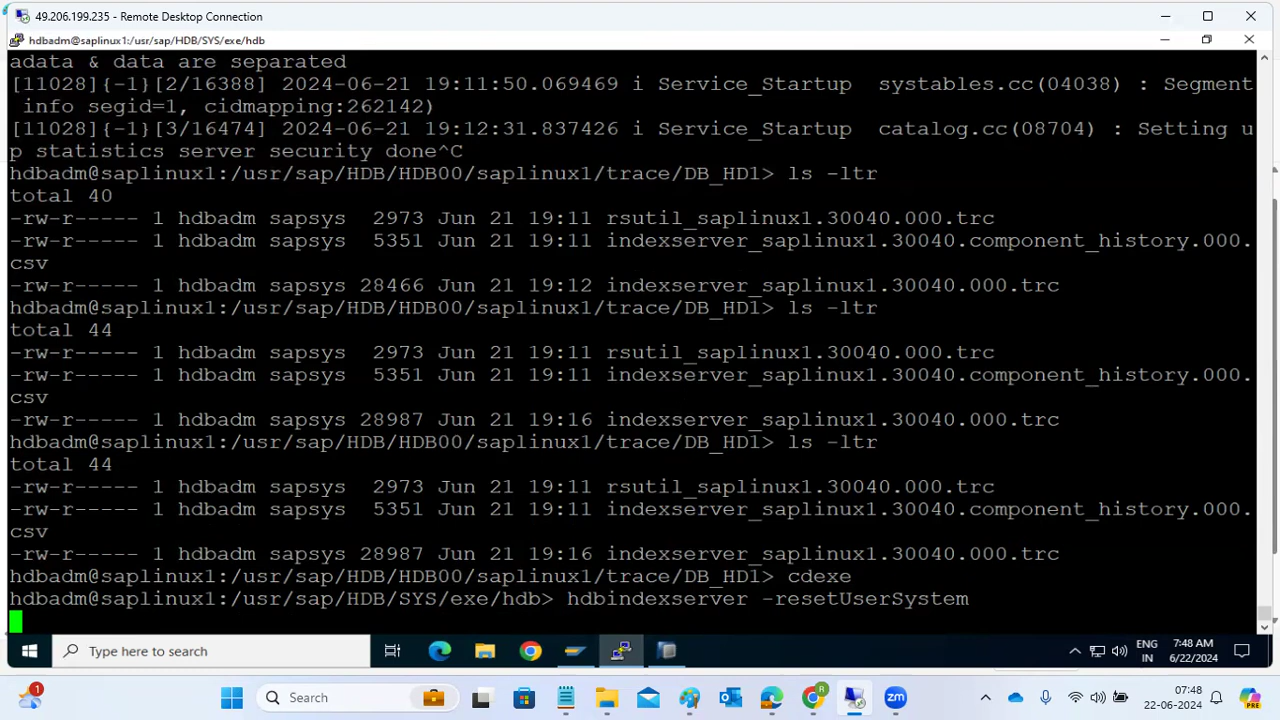 49.206.199.235 - Remote Desktop Connection
hdbadm@saplinux1:/usr/sap/HDB/SYS/exe/hdb
adata & data are separated
[11028]{-1}[2/16388] 2024-06-21 19:11:50.069469 i Service_Startup  systables.cc(04038) : Segment
 info segid=1, cidmapping:262142)
[11028]{-1}[3/16474] 2024-06-21 19:12:31.837426 i Service_Startup  catalog.cc(08704) : Setting u
p statistics server security done^C
hdbadm@saplinux1:/usr/sap/HDB/HDB00/saplinux1/trace/DB_HD1> ls -ltr
total 40
-rw-r----- 1 hdbadm sapsys  2973 Jun 21 19:11 rsutil_saplinux1.30040.000.trc
-rw-r----- 1 hdbadm sapsys  5351 Jun 21 19:11 indexserver_saplinux1.30040.component_history.000.
csv
-rw-r----- 1 hdbadm sapsys 28466 Jun 21 19:12 indexserver_saplinux1.30040.000.trc
hdbadm@saplinux1:/usr/sap/HDB/HDB00/saplinux1/trace/DB_HD1> ls -ltr
total 44
-rw-r----- 1 hdbadm sapsys  2973 Jun 21 19:11 rsutil_saplinux1.30040.000.trc
-rw-r----- 1 hdbadm sapsys  5351 Jun 21 19:11 indexserver_saplinux1.30040.component_history.000.
csv
-rw-r----- 1 hdbadm sapsys 28987 Jun 21 19:16 indexserver_saplinux1.30040.000.trc
hdbadm@saplinux1:/usr/sap/HDB/HDB00/saplinux1/trace/DB_HD1> ls -ltr
total 44
-rw-r----- 1 hdbadm sapsys  2973 Jun 21 19:11 rsutil_saplinux1.30040.000.trc
-rw-r----- 1 hdbadm sapsys  5351 Jun 21 19:11 indexserver_saplinux1.30040.component_history.000.
csv
-rw-r----- 1 hdbadm sapsys 28987 Jun 21 19:16 indexserver_saplinux1.30040.000.trc
hdbadm@saplinux1:/usr/sap/HDB/HDB00/saplinux1/trace/DB_HD1> cdexe
hdbadm@saplinux1:/usr/sap/HDB/SYS/exe/hdb> hdbindexserver -resetUserSystem
Type here to search
ENG
IN
7:48 AM
6/22/2024
1
Search
R
zm
07:48
22-06-2024
PRE